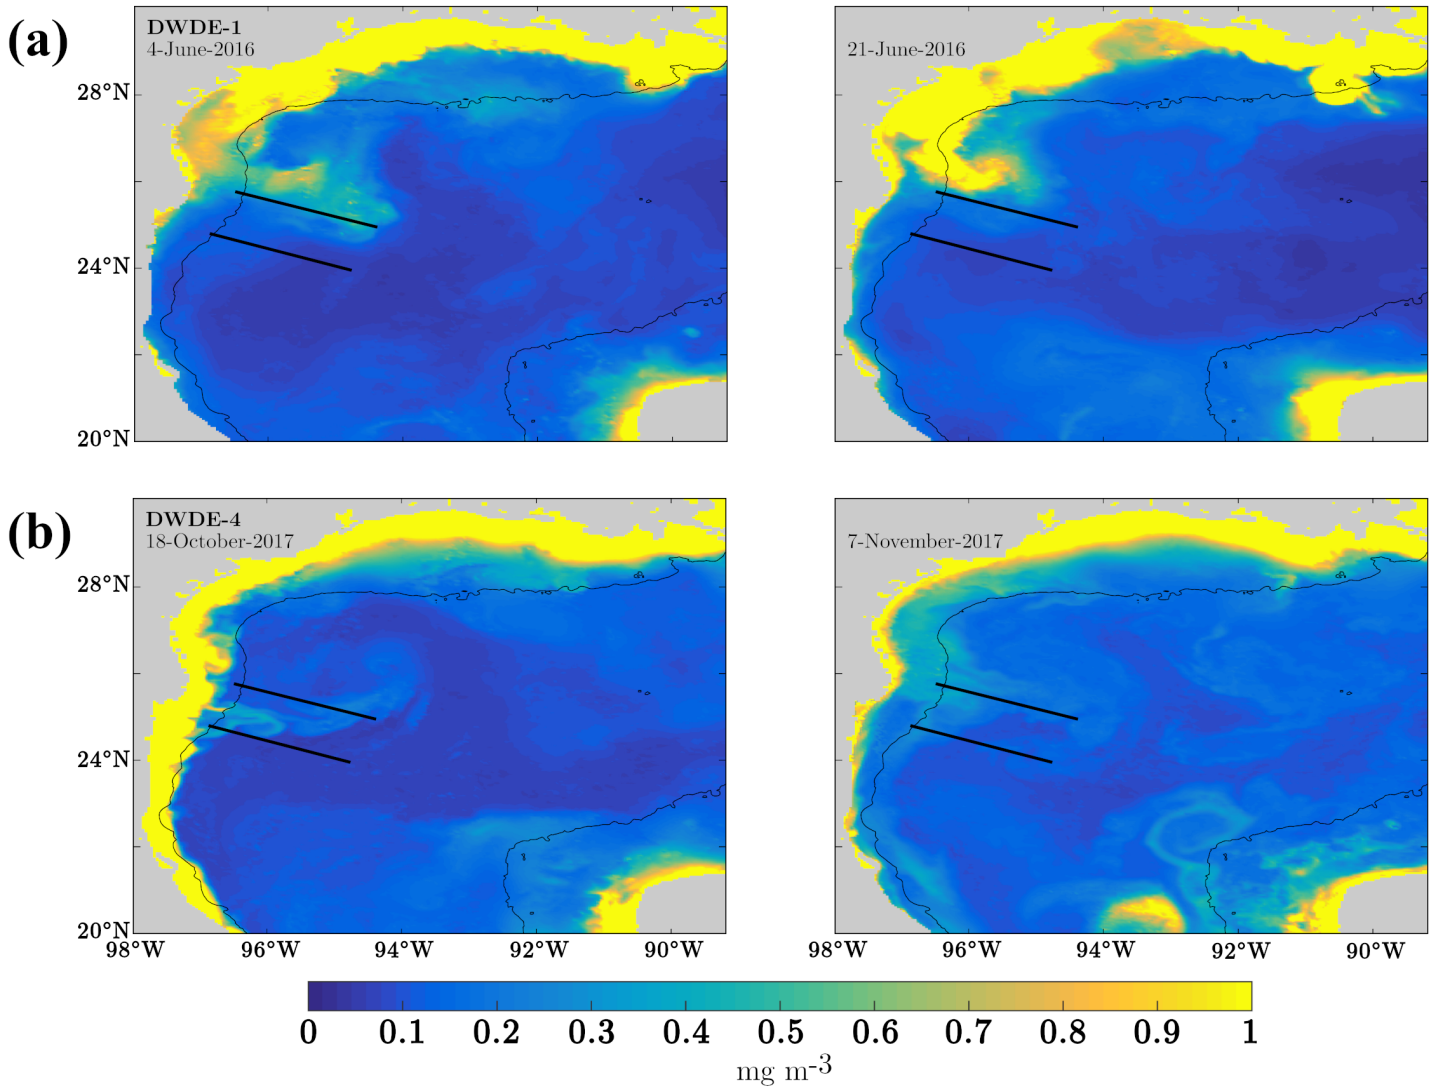 (a)
DWDE-1
4-June-2016
21-June-2016
28°N
24°N
20°N
(b)
DWDE-4
18-October-2017
7-November-2017
28°N
24°N
20°N
98°W 96°W 94°W 92°W 90°W
98°W 96°W 94°W 92°W 90°W
0 0.1 0.2 0.3 0.4 0.5 0.6 0.7 0.8 0.9 1
mg m-3